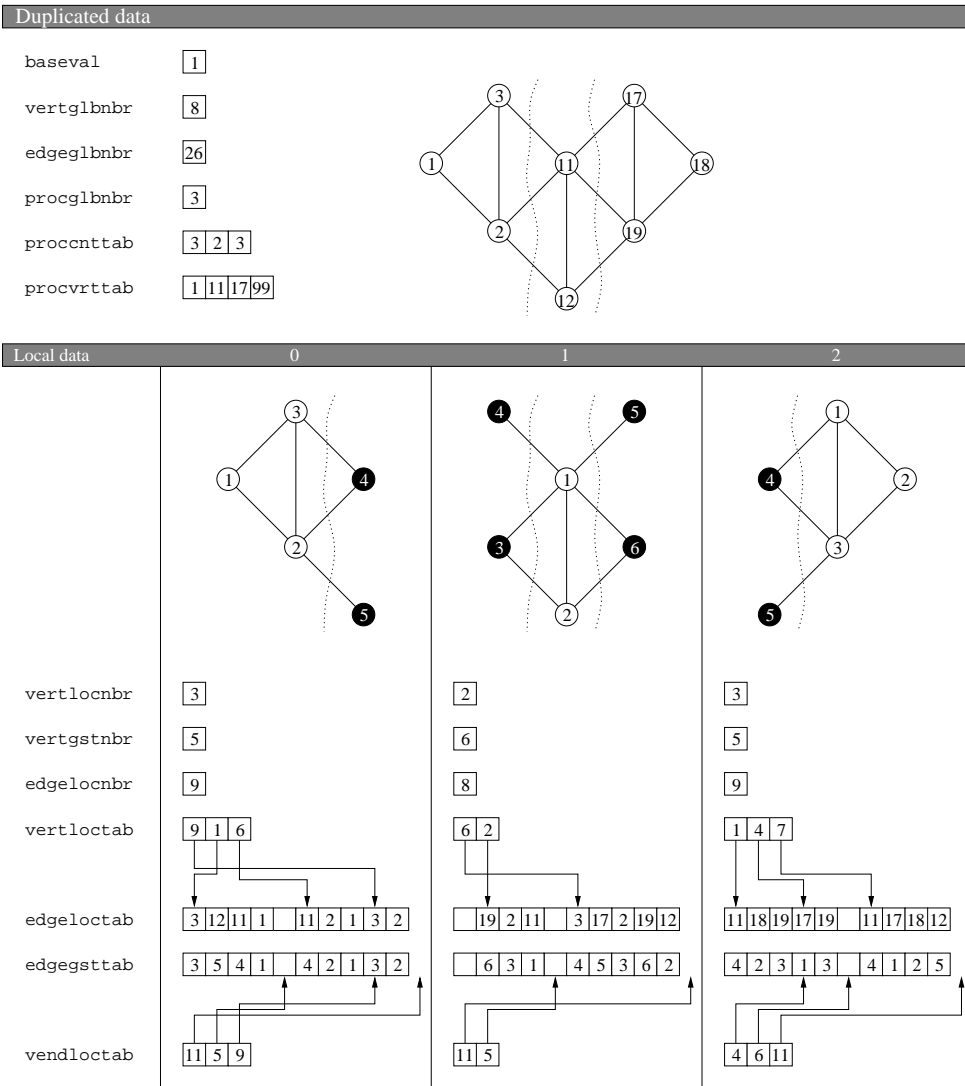 Duplicated data
baseval 1
vertglbnbr 8
edgeglbnbr 26
procglbnbr 3
proccnttab 3 2 3
procvrttab 1 11 17 99
3 17
1 11 18
2 19
12
Local data 0 1 2
3 4 5 1
1 4 1 4 2
2 3 6 3
5 2 5
vertlocnbr 3 2 3
vertgstnbr 5 6 5
edgelocnbr 9 8 9
vertloctab 9 1 6 6 2 1 4 7
edgeloctab 3 12 11 1 11 2 1 3 2 19 2 11 3 17 2 19 12 11 18 19 17 19 11 17 18 12
edgegsttab 3 5 4 1 4 2 1 3 2 6 3 1 4 5 3 6 2 4 2 3 1 3 4 1 2 5
vendloctab 11 5 9 11 5 4 6 11